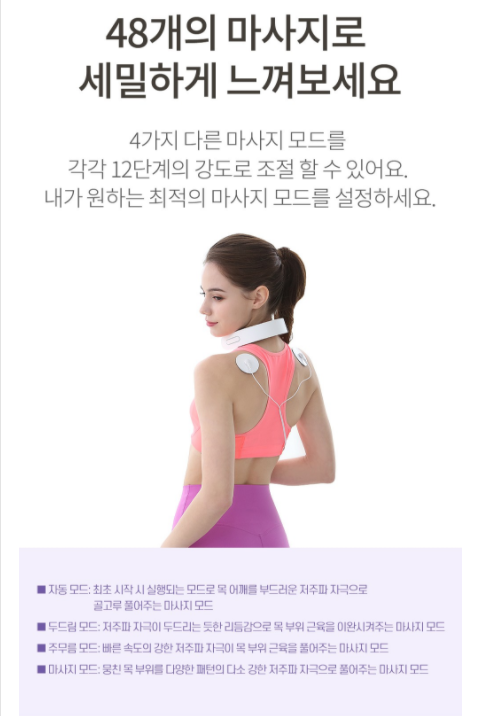 48개의 마사지로
세밀하게 느껴보세요
4가지 다른 마사지 모드를
각각 12단계의 강도로 조절 할 수 있어요.
내가 원하는 최적의 마사지 모드를 설정하세요.
■ 자동 모드: 최초 시작 시 실행되는 모드로 목 어깨를 부드러운 저주파 자극으로
골고루 풀어주는 마사지 모드
■ 두드림 모드: 저주파 자극이 두드리는 듯한 리듬감으로 목 부위 근육을 이완시켜주는 마사지 모드
■ 주무름 모드: 빠른 속도의 강한 저주파 자극이 목 부위 근육을 풀어주는 마사지 모드
■ 마사지 모드: 뭉친 목 부위를 다양한 패턴의 다소 강한 저주파 자극으로 풀어주는 마사지 모드